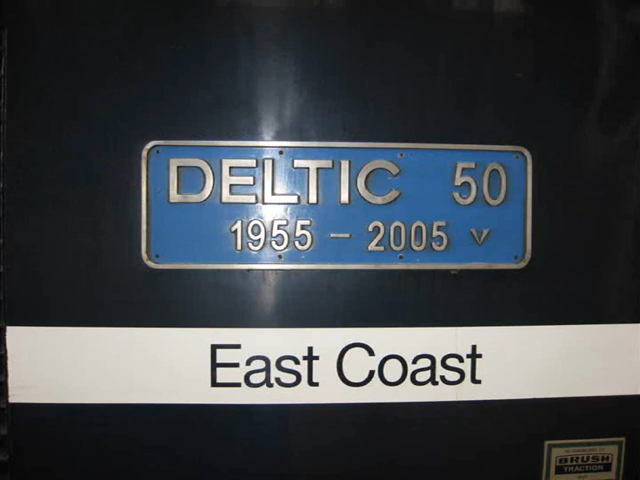 DELTIC 50
1955 - 2005 v
East Coast
BRUSH
TRACTION